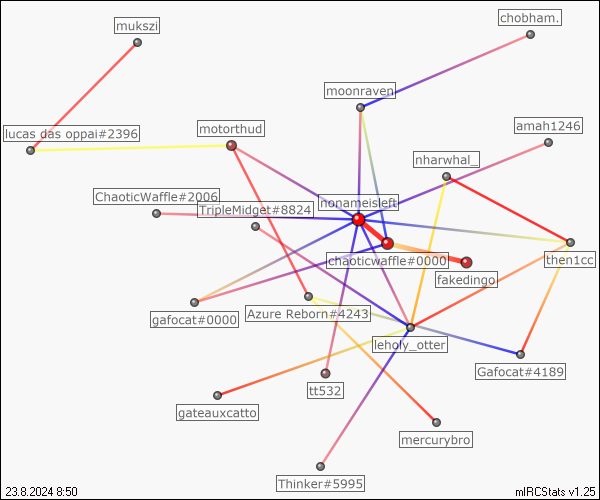 chobham.
mukszi
moonraven
amah1246
lucas das oppai#2396
motorthud
nharwhal_
ChaoticWaffle#2006
nonameisleft
TripleMidget#8824
chaoticwaffle#0000
then1cc
fakedingo
gafocat#0000
Azure Reborn#4243
leholy_otter
Gafocat#4189
tt532
gateauxcatto
mercurybro
Thinker#5995
23.8.2024 8:50
mIRCStats v1.25